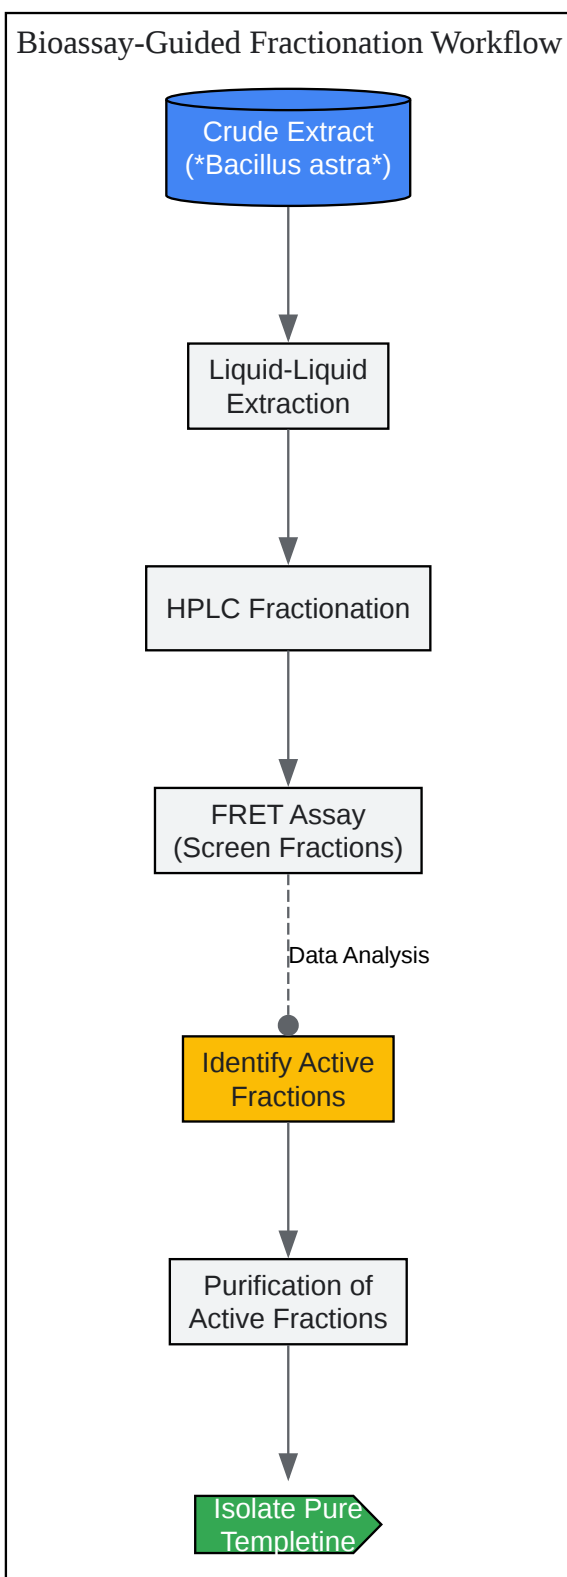 Bioassay-Guided Fractionation Workflow
Crude Extract
(*Bacillus astra*)
Liquid-Liquid
Extraction
HPLC Fractionation
FRET Assay
(Screen Fractions)
Data Analysis
Identify Active
Fractions
Purification of
Active Fractions
Isolate Pure
Templetine